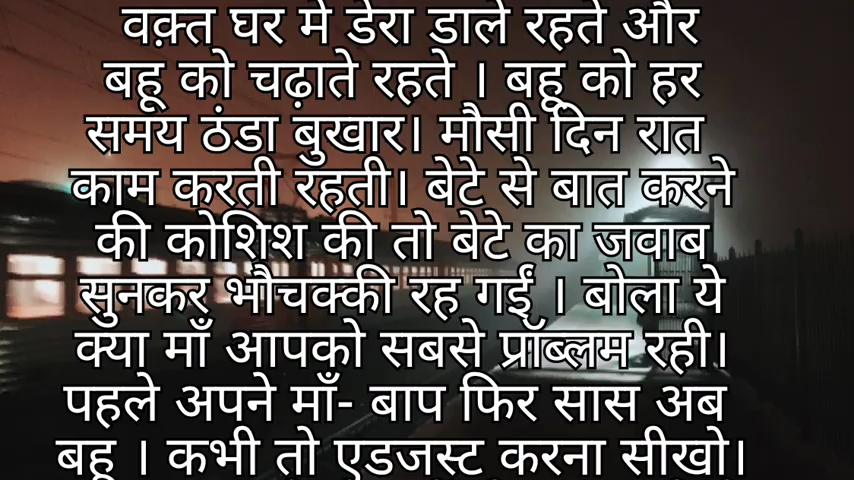 वक़्त घर में डेरा डाले रहते और
बहू को चढ़ाते रहते । बहू को हर
समय ठंडा बुखार। मौसी दिन रात
काम करती रहती। बेटे से बात करने
की कोशिश की तो बेटे का जवाब
सुनकर भौचक्की रह गईं । बोला ये
क्या माँ आपको सबसे प्रॉब्लम रही।
पहले अपने माँ- बाप फिर सास अब
बहू । कभी तो एडजस्ट करना सीखो।